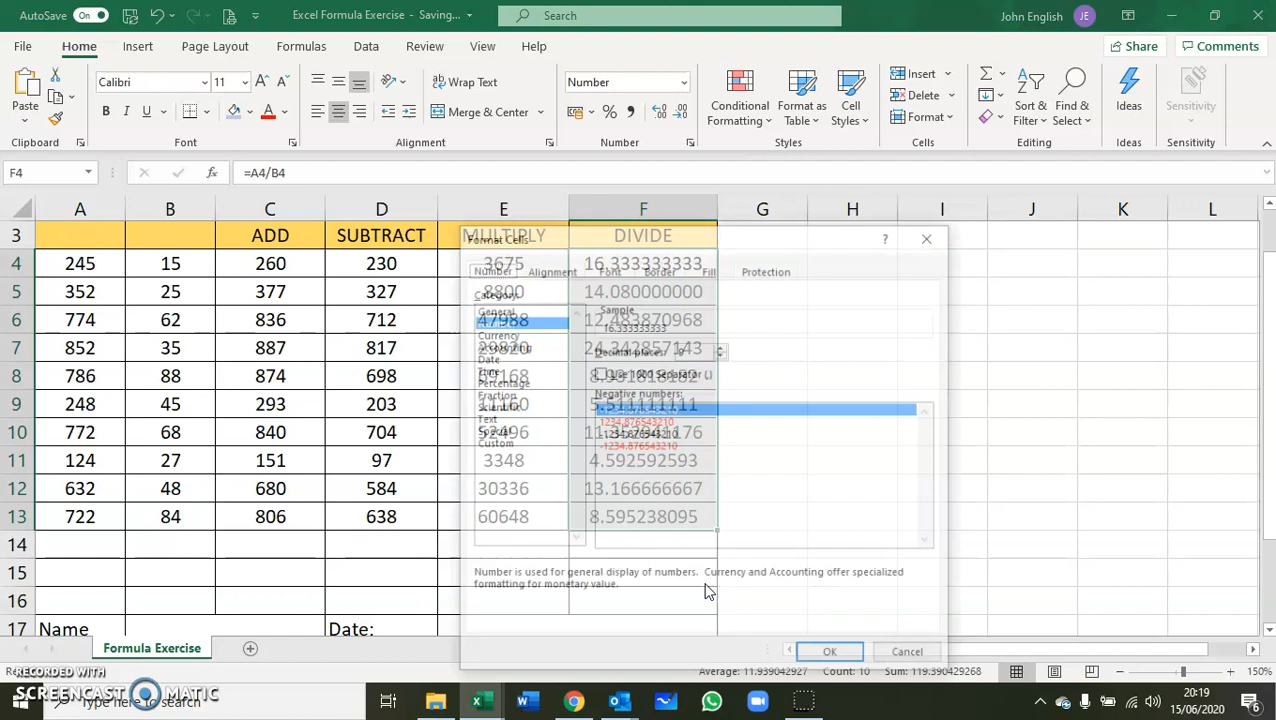 AutoSave On Excel Formula Exercise - Saving... Search John English JE
File Home Insert Page Layout Formulas Data Review View Help Share Comments
Calibri 11 Wrap Text Number Insert
Paste Conditional Format as Cell Delete Sort & Find & Ideas Sensitivity
B I U Merge & Center % Formatting Table Styles Format Filter Select
Clipboard Font Alignment Number Styles Cells Editing Ideas Sensitivity
F4 fx =A4/B4
A B C D E F G H I J K L
3 ADD SUBTRACT MULTIPLY DIVIDE
4 245 15 260 230 3675 16.333333333
5 352 25 377 327 8800 14.080000000
6 774 62 836 712 47988 12.483870968
7 852 35 887 817 29820 24.342857143
8 786 88 874 698 69168 8.931818182
9 248 45 293 203 11160 5.511111111
10 772 68 840 704 52496
11 124 27 151 97 3348 4.592592593
12 632 48 680 584 30336 13.166666667
13 722 84 806 638 60648 8.595238095
14
15
16
17 Name Date:
Format Cells ?
Number Alignment Font Border Fill Protection
Category:
General
Currency
Accounting
Date
Time
Percentage
Fraction
Scientific
Text
Special
Custom
Sample
16.333333333
Decimal places:
Use 1000 Separator (,)
Negative numbers:
1234.876543210
-1234.876543210
-1234.876543210
Number is used for general display of numbers. Currency and Accounting offer specialized
formatting for monetary value.
OK Cancel
Formula Exercise
Average: 11.93904292 Count: 10 Sum: 119.390429268 150%
RECORDED WITH
SCREENCAST MATIC
Type here to search
20:19
15/06/2020
6